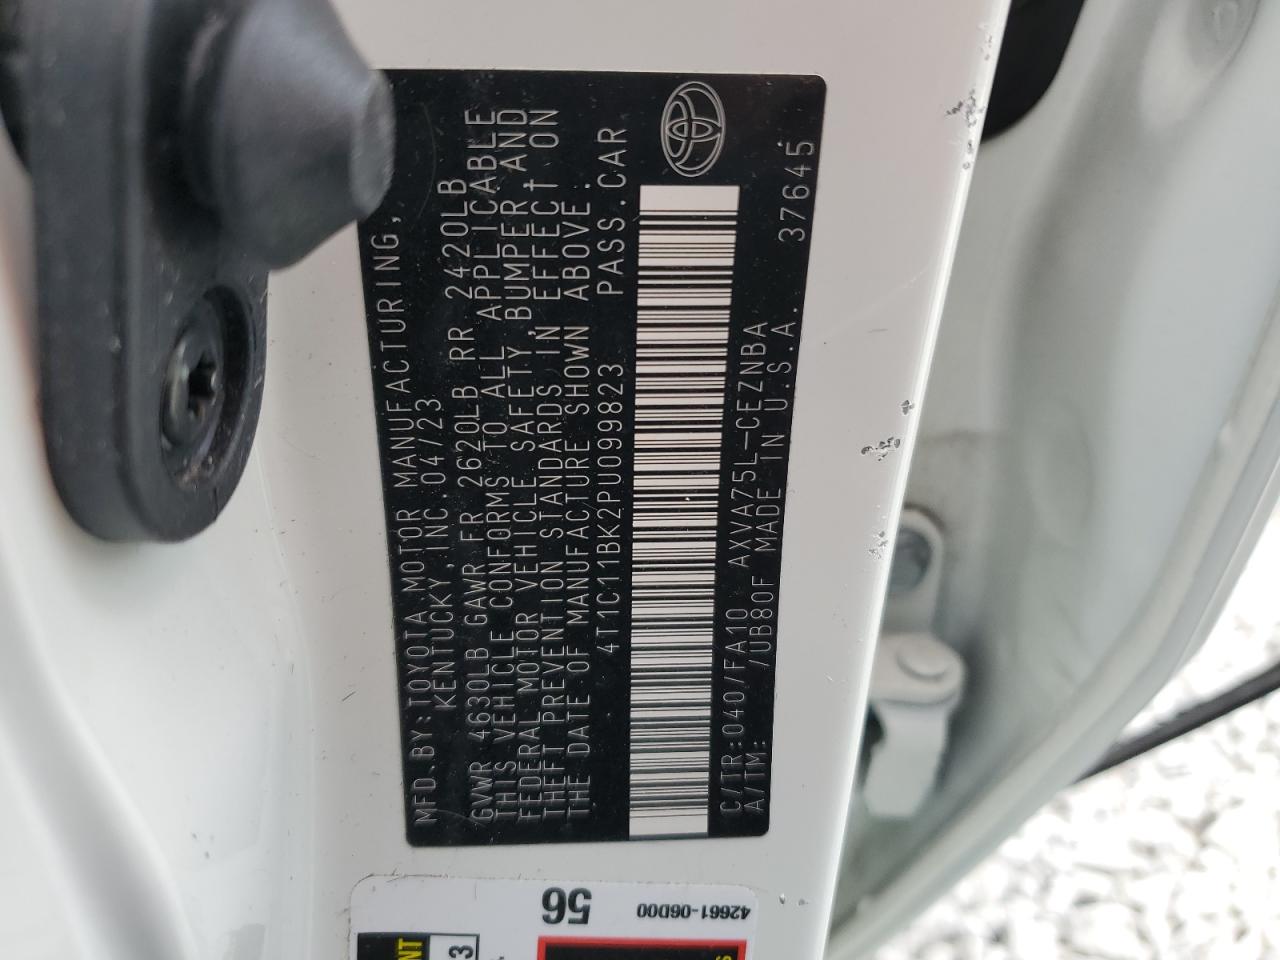 MFD.BY:TOYOTA MOTOR MANUFACTURING,
KENTUCKY,INC.04/23
GVWR 4630LB GAWR FR 2620LB RR 2420LB
THIS VEHICLE CONFORMS TO ALL APPLICABLE
FEDERAL MOTOR VEHICLE SAFETY,BUMPER,AND
THEFT PREVENTION STANDARDS IN EFFECT ON
THE DATE OF MANUFACTURE SHOWN ABOVE.
4T1C11BK2PU099823 PASS.CAR
C/TR:040/FA10 AXVA75L-CEZNBA
A/TM: /UB80F MADE IN U.S.A. 37645
56
42661-06D00
3